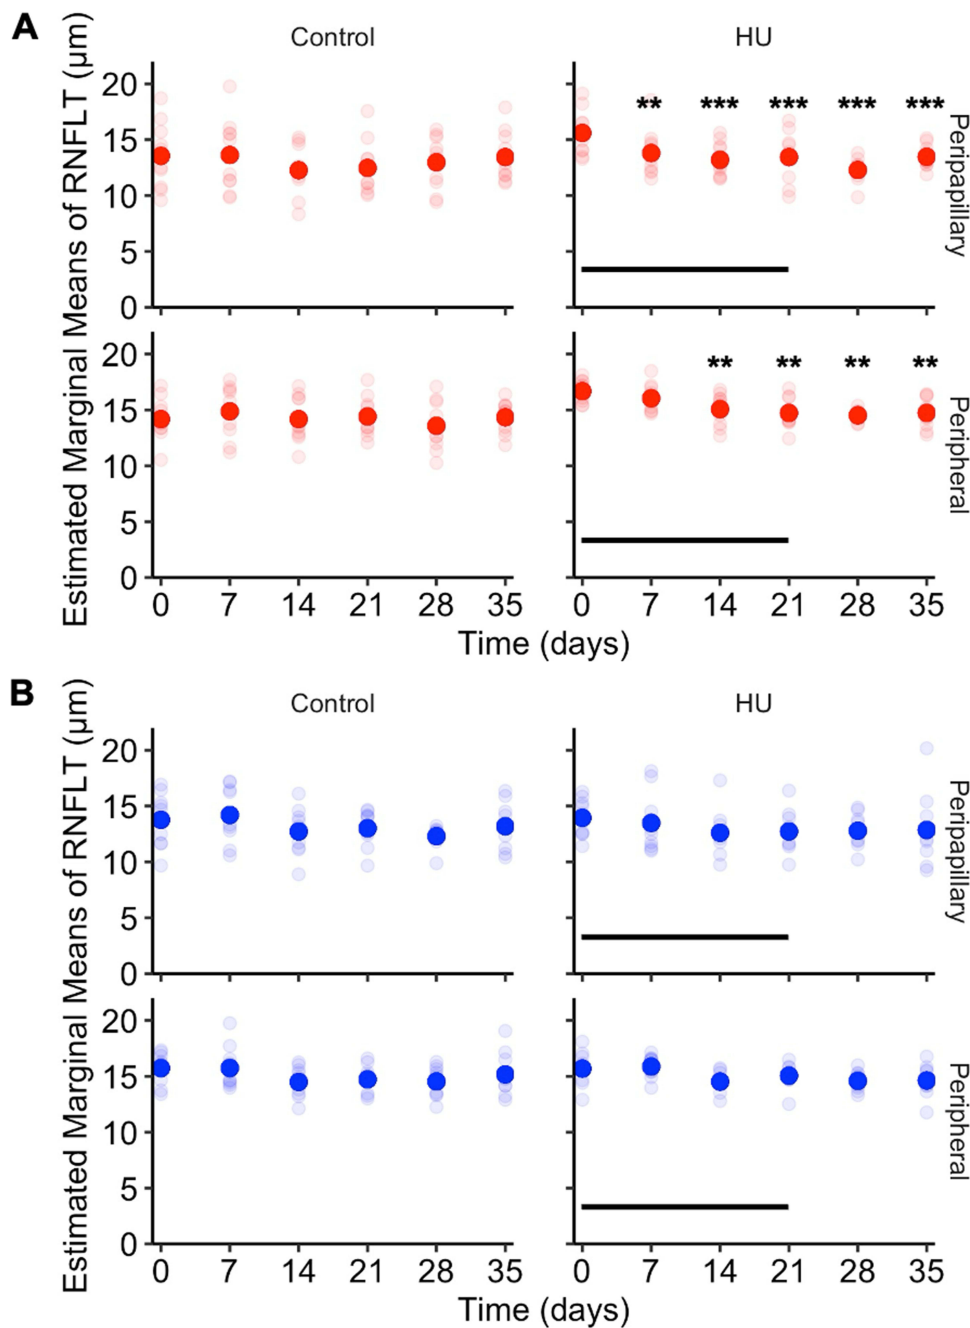 A
Control
HU
Estimated Marginal Means of RNFLT (μm)
20
15
10
5
0
** *** *** *** ***
Peripapillary
20
15
10
5
0
** ** ** **
Peripheral
0 7 14 21 28 35
0 7 14 21 28 35
Time (days)
B
Control
HU
Estimated Marginal Means of RNFLT (μm)
20
15
10
5
0
Peripapillary
20
15
10
5
0
Peripheral
0 7 14 21 28 35
0 7 14 21 28 35
Time (days)